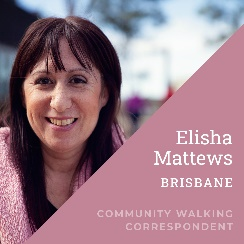 Elisha
Mattews
BRISBANE
COMMUNITY WALKING
CORRESPONDENT